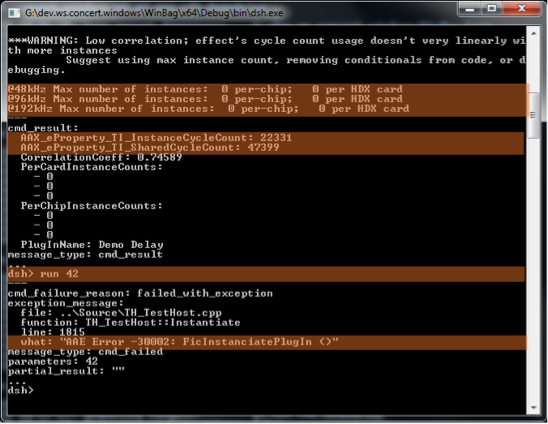 G:\dev.ws.concert.windows\WinBag\x64\Debug\bin\dsh.exe
***WARNING: Low correlation; effect's cycle count usage doesn't very linearly wi
th more instances
Suggest using max instance count, removing conditionals from code, or d
ebugging.
@48kHz Max number of instances:  0 per-chip;   0 per HDX card
@96kHz Max number of instances:  0 per-chip;   0 per HDX card
@192kHz Max number of instances:  0 per-chip;   0 per HDX card
---
cmd_result:
AAX_eProperty_TI_InstanceCycleCount: 22331
AAX_eProperty_TI_SharedCycleCount: 47399
CorrelationCoeff: 0.74589
PerCardInstanceCounts:
- 0
- 0
PerChipInstanceCounts:
- 0
- 0
- 0
PlugInName: Demo Delay
message_type: cmd_result
...
dsh> run 42
---
cmd_failure_reason: failed_with_exception
exception_message:
file: ..\Source\TH_TestHost.cpp
function: TH_TestHost::Instantiate
line: 1815
what: "AAE Error -30002: FicInstanciatePlugIn ()"
message_type: cmd_failed
parameters: 42
partial_result: ""
...
dsh>